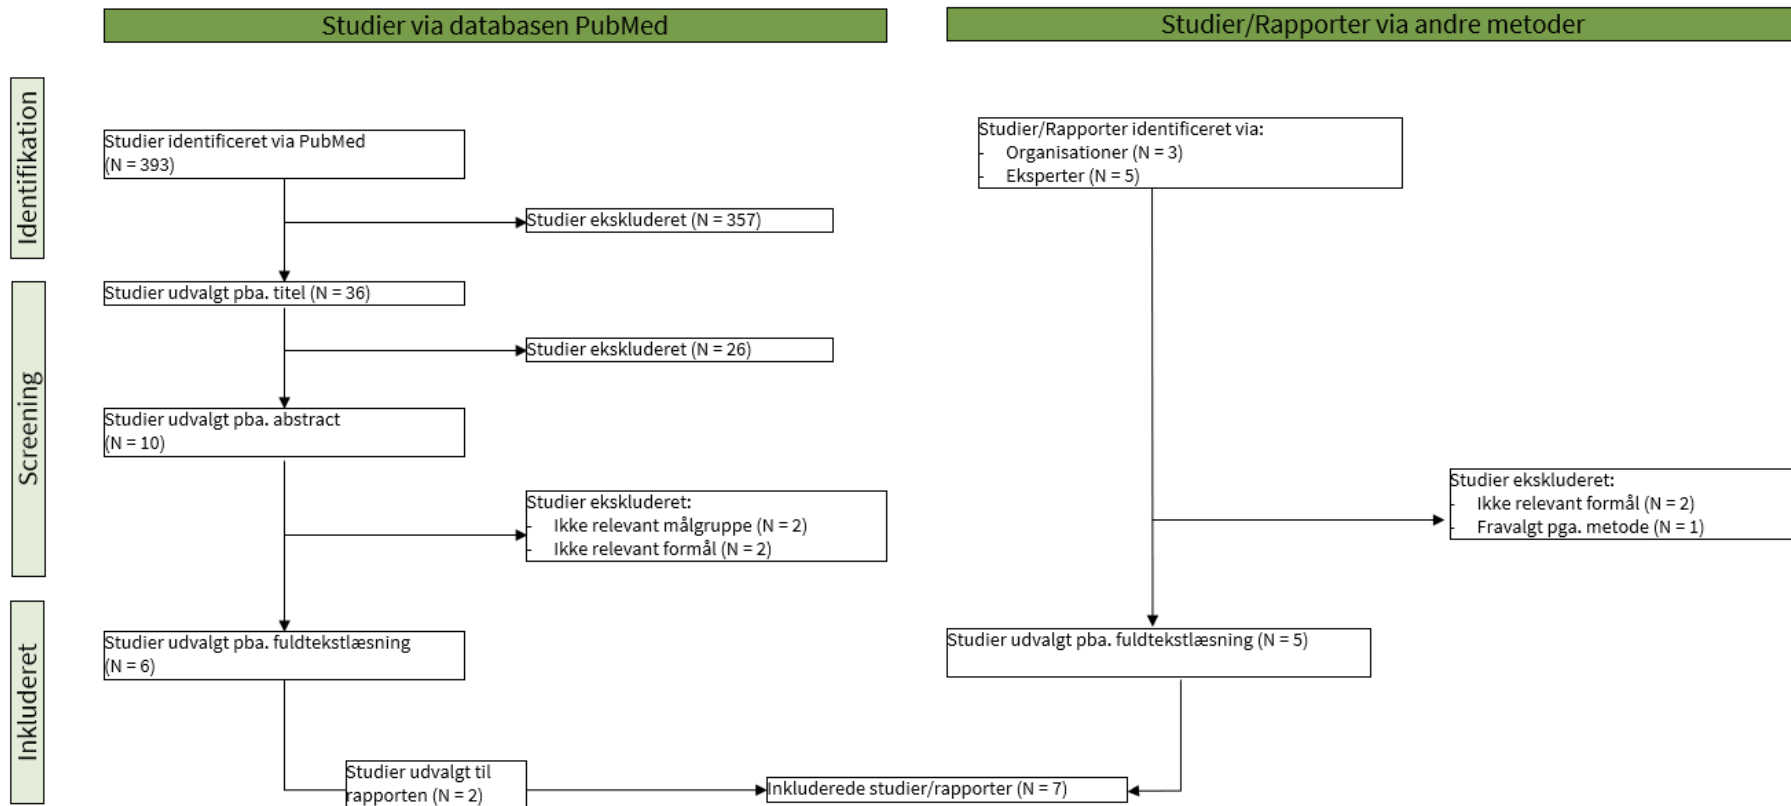 Studier via databasen PubMed
Studier/Rapporter via andre metoder
Identifikation
Studier identificeret via PubMed
(N = 393)
Studier/Rapporter identificeret via:
- Organisationer (N = 3)
- Eksperter (N = 5)
Studier ekskluderet (N = 357)
Screening
Studier udvalgt pba. titel (N = 36)
Studier ekskluderet (N = 26)
Studier udvalgt pba. abstract
(N = 10)
Studier ekskluderet:
- Ikke relevant målgruppe (N = 2)
- Ikke relevant formål (N = 2)
Studier ekskluderet:
- Ikke relevant formål (N = 2)
- Fravalgt pga. metode (N = 1)
Inkluderet
Studier udvalgt pba. fuldtekstlæsning
(N = 6)
Studier udvalgt pba. fuldtekstlæsning (N = 5)
Studier udvalgt til
rapporten (N = 2)
Inkluderede studier/rapporter (N = 7)